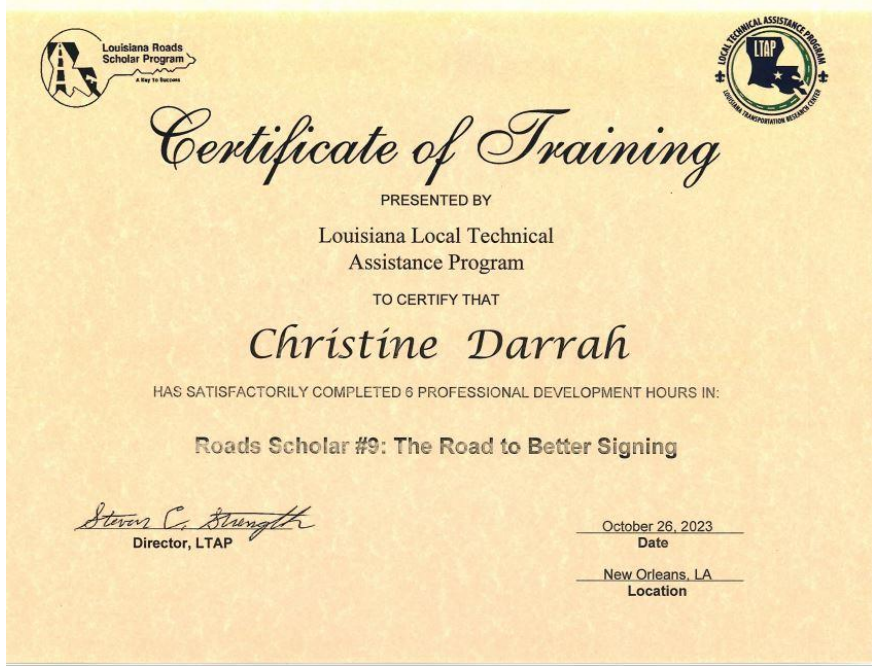 Louisiana Roads
Scholar Program
A Key to Success
LOCAL TECHNICAL ASSISTANCE PROGRAM
LTAP
LOUISIANA TRANSPORTATION RESEARCH CENTER
Certificate of Training
PRESENTED BY
Louisiana Local Technical
Assistance Program
TO CERTIFY THAT
Christine Darrah
HAS SATISFACTORILY COMPLETED 6 PROFESSIONAL DEVELOPMENT HOURS IN:
Roads Scholar #9: The Road to Better Signing
Steven C. Strength
Director, LTAP
October 26, 2023
Date
New Orleans, LA
Location